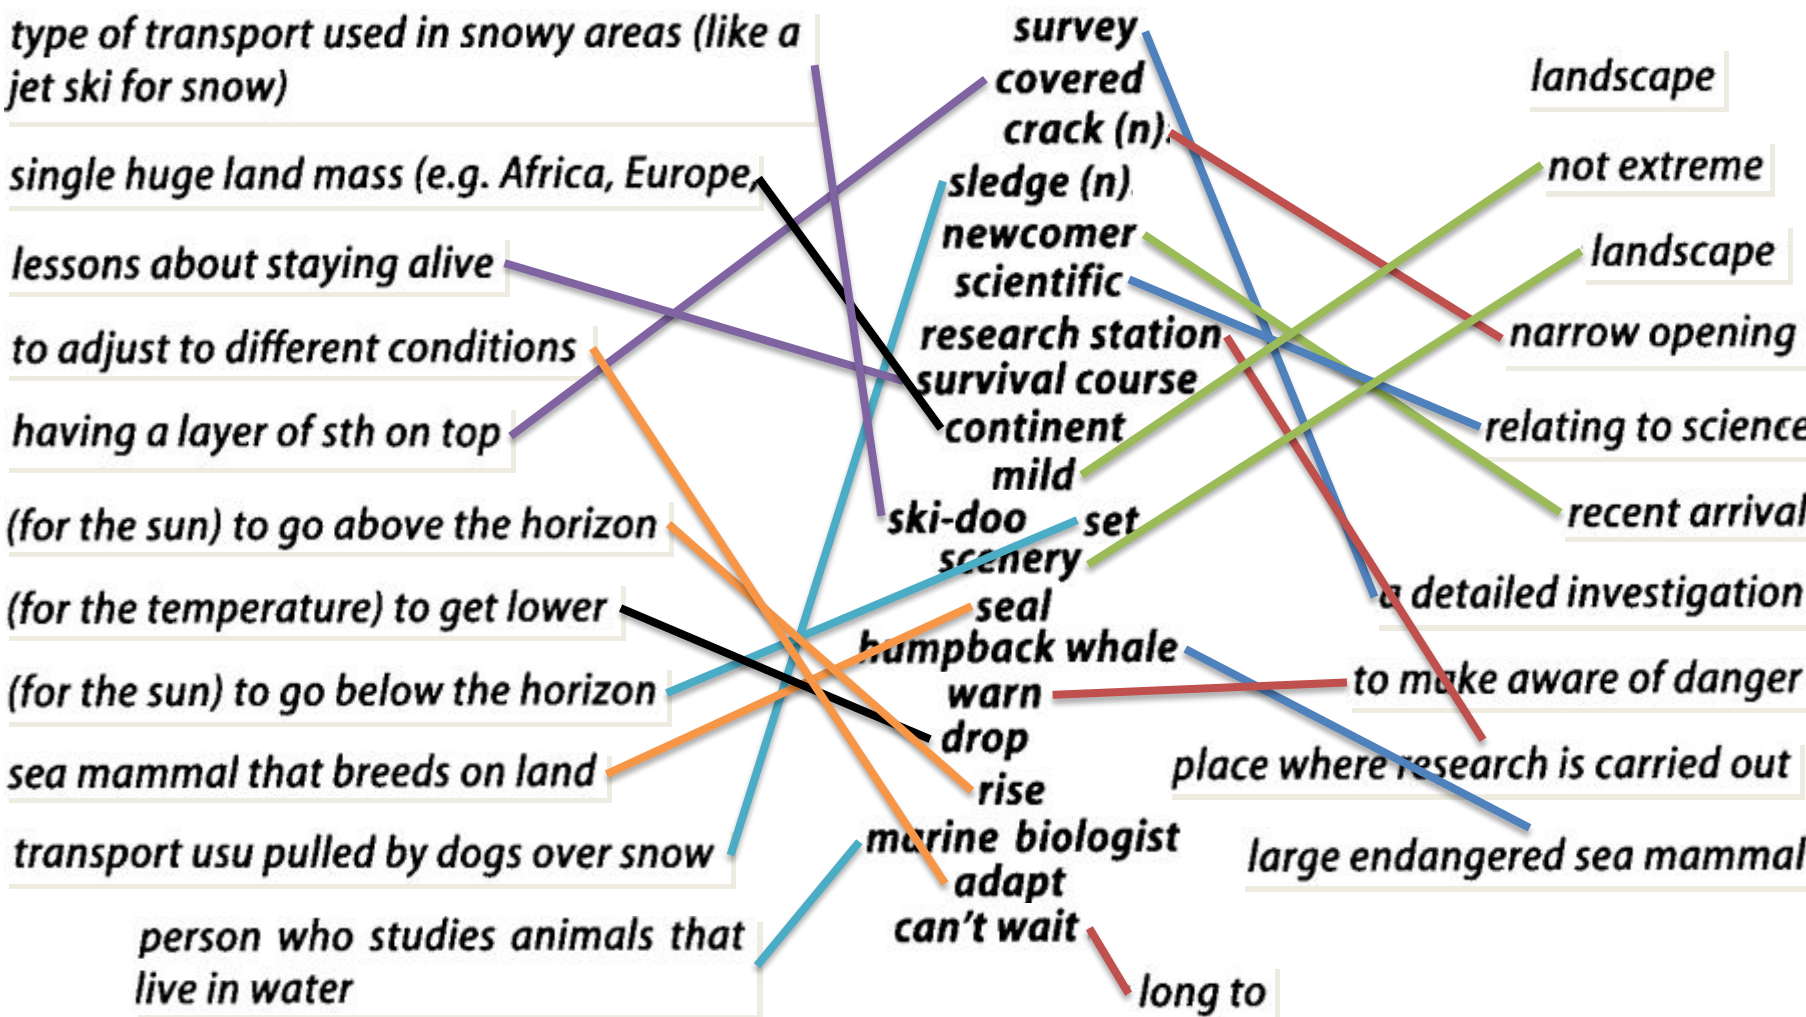 type of transport used in snowy areas (like a
jet ski for snow)
single huge land mass (e.g. Africa, Europe,
lessons about staying alive
to adjust to different conditions
having a layer of sth on top
(for the sun) to go above the horizon
(for the temperature) to get lower
(for the sun) to go below the horizon
sea mammal that breeds on land
transport usu pulled by dogs over snow
person who studies animals that
live in water
survey
covered
crack (n):
sledge (n)
newcomer
scientific
research station
survival course
continent
mild
ski-doo
set
scenery
seal
humpback whale
warn
drop
rise
marine biologist
adapt
can't wait
landscape
not extreme
landscape
narrow opening
relating to science
recent arrival
a detailed investigation
to make aware of danger
place where research is carried out
large endangered sea mammal
long to